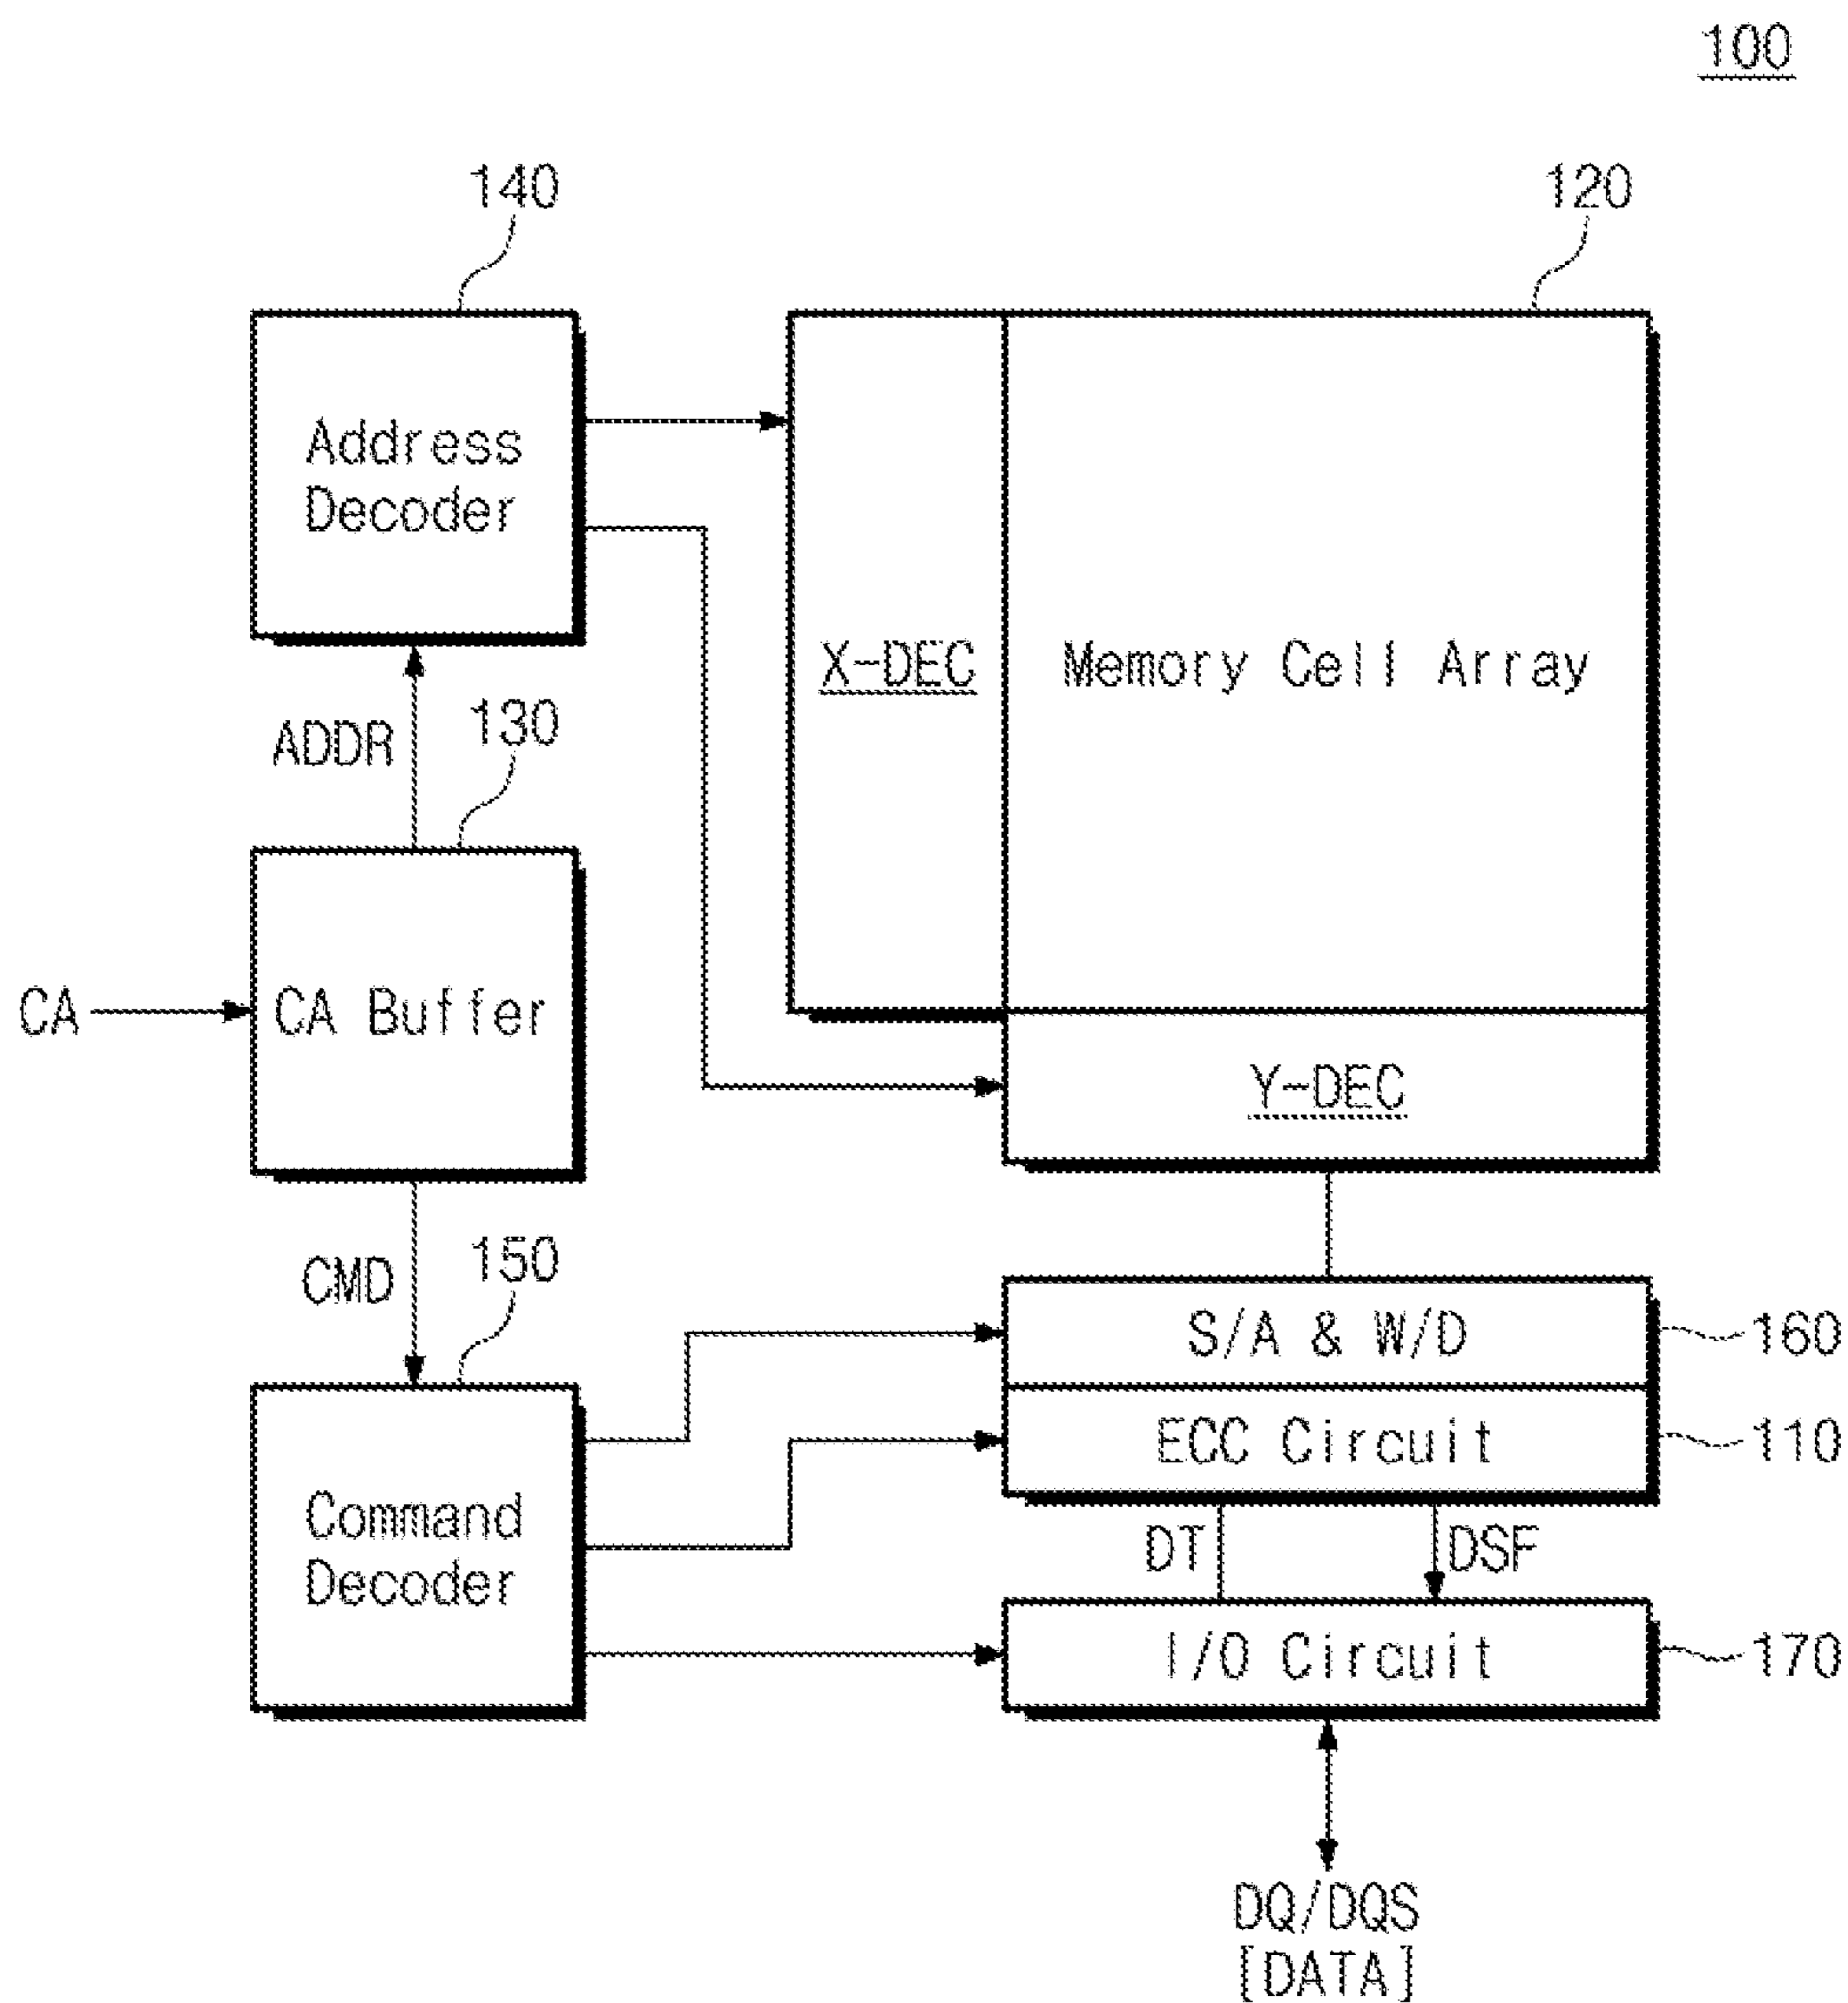 100
140
120
Address
Decoder
X-DEC
Memory Cell Array
ADDR
130
CA
CA Buffer
Y-DEC
CMD
150
S/A & W/D
160
ECC Circuit
110
Command
Decoder
DT
DSF
I/O Circuit
170
DQ/DQS
[DATA]